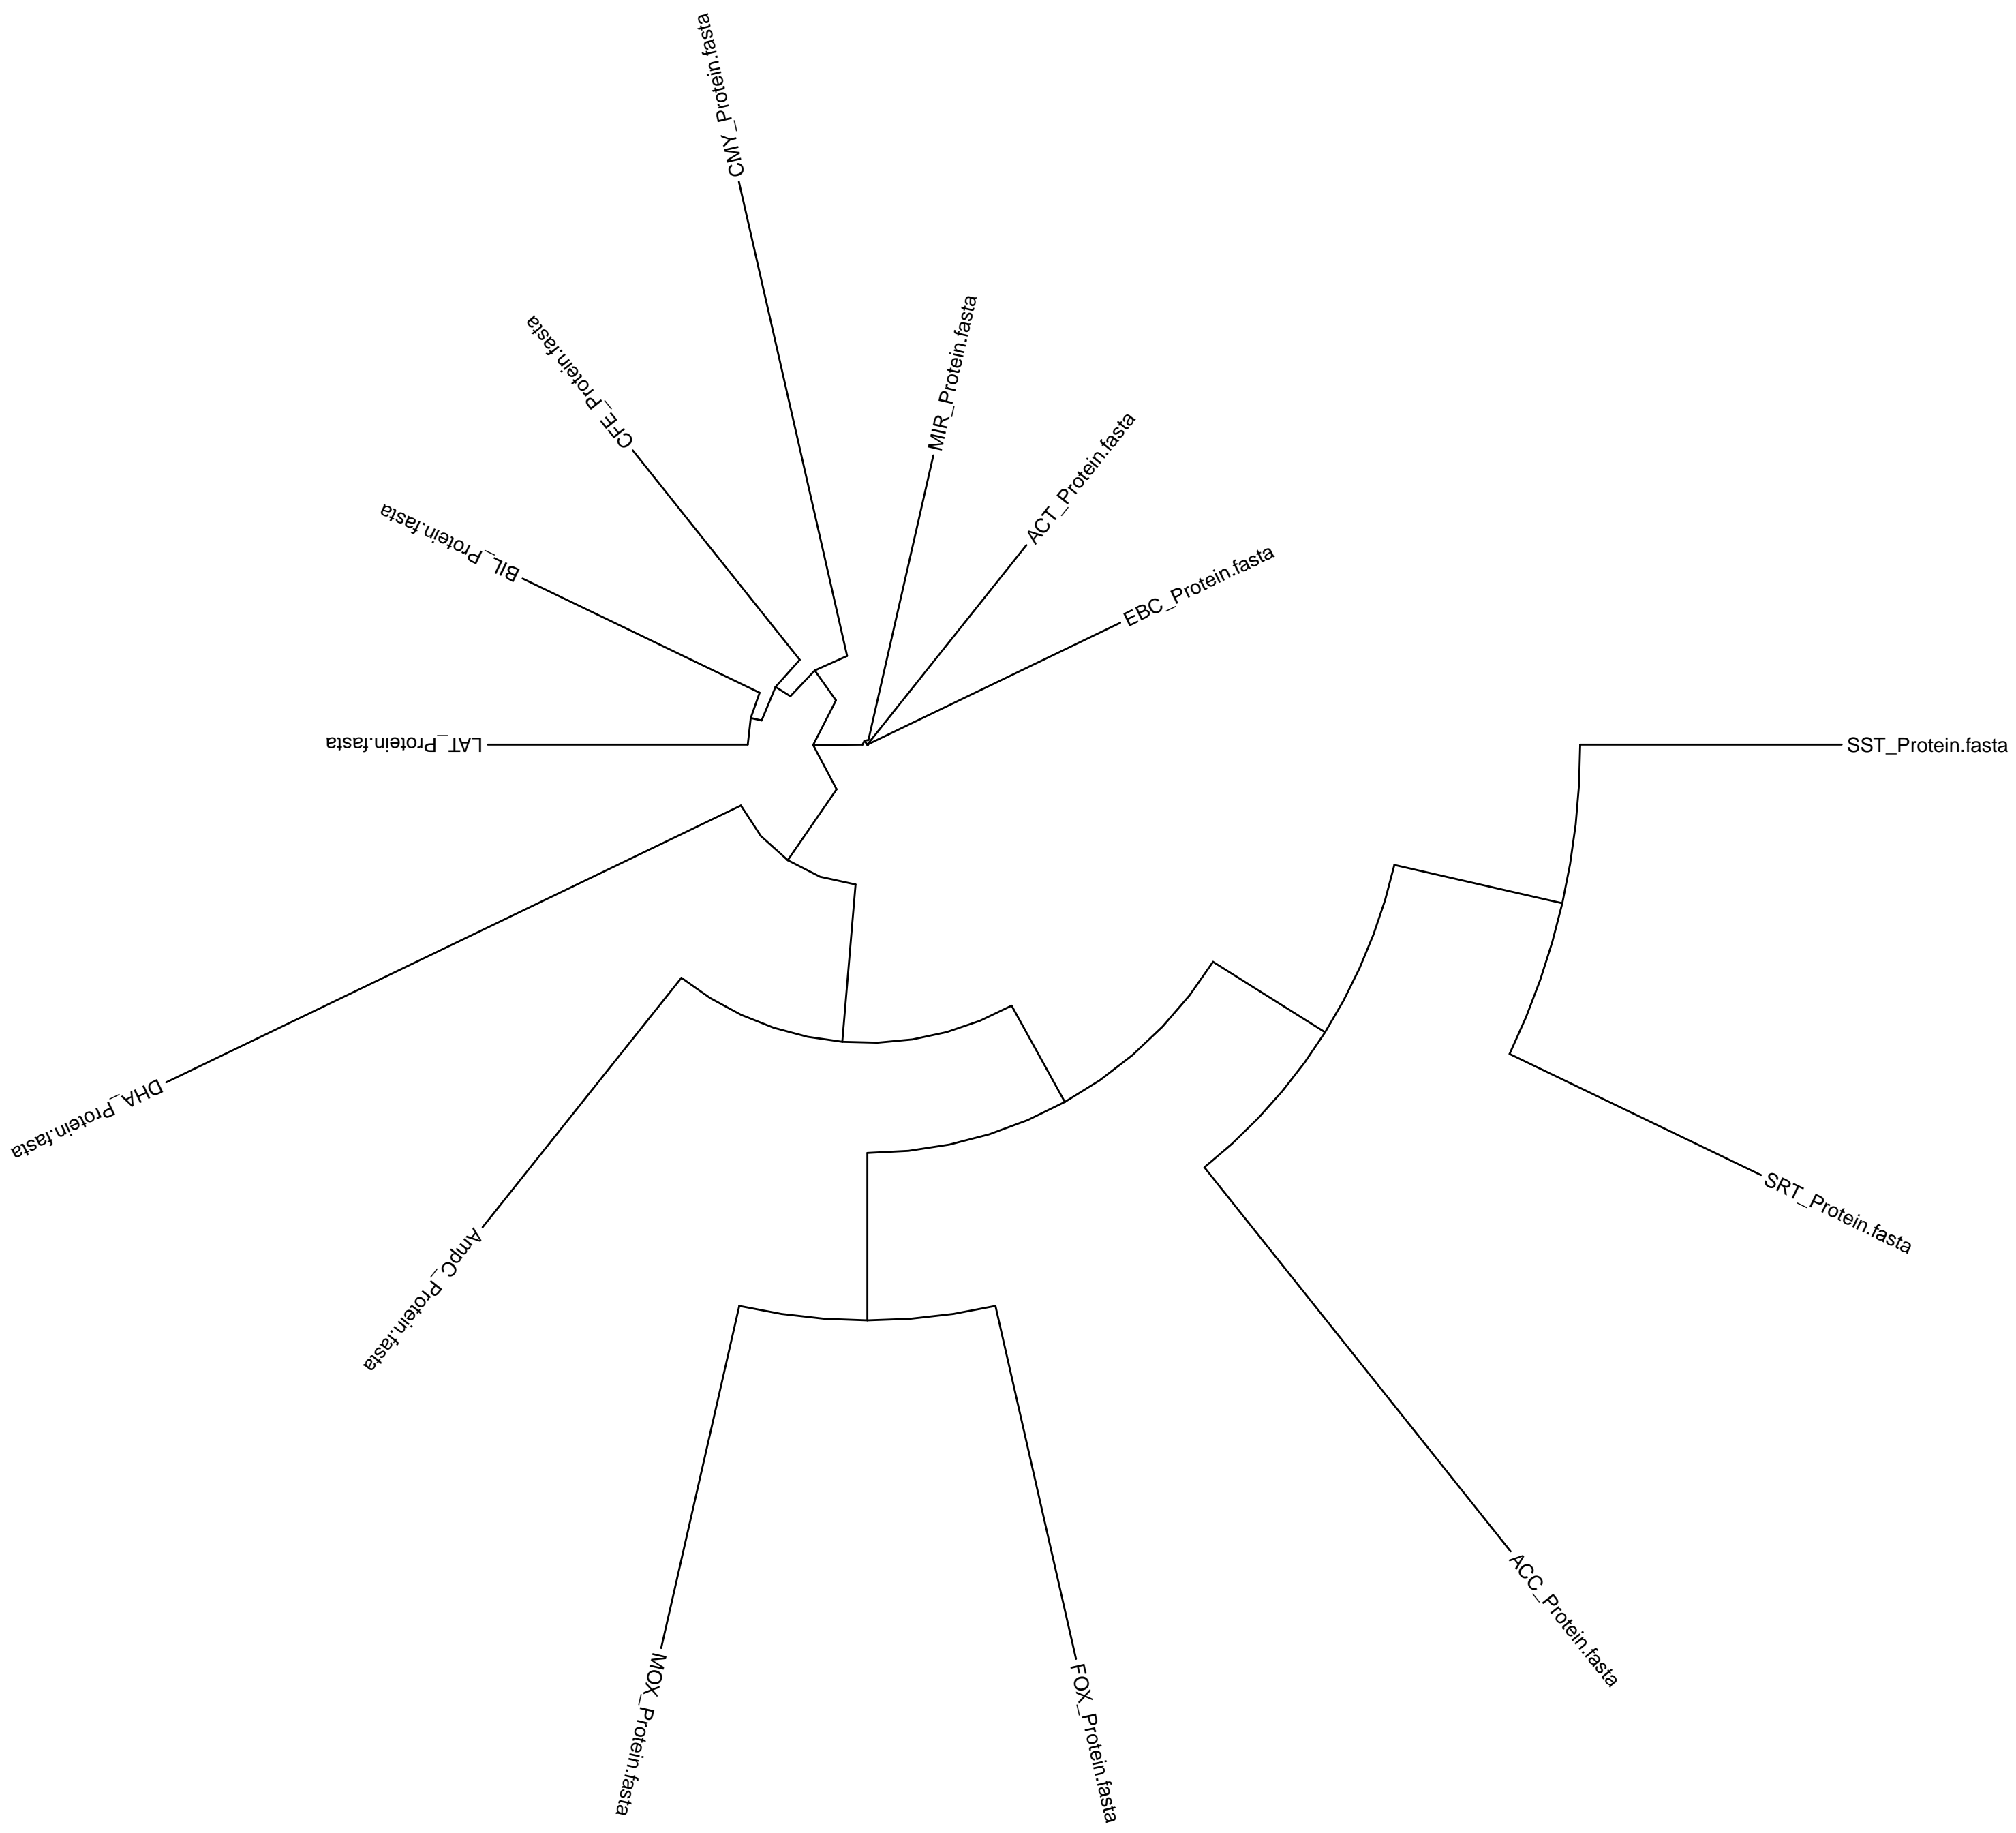 CMY_Protein.fasta
MIR_Protein.fasta
CFE_Protein.fasta
ACT_Protein.fasta
BIL_Protein.fasta
EBC_Protein.fasta
LAT_Protein.fasta
SST_Protein.fasta
DHA_Protein.fasta
SRT_Protein.fasta
AmpC_Protein.fasta
ACC_Protein.fasta
MOX_Protein.fasta
FOX_Protein.fasta